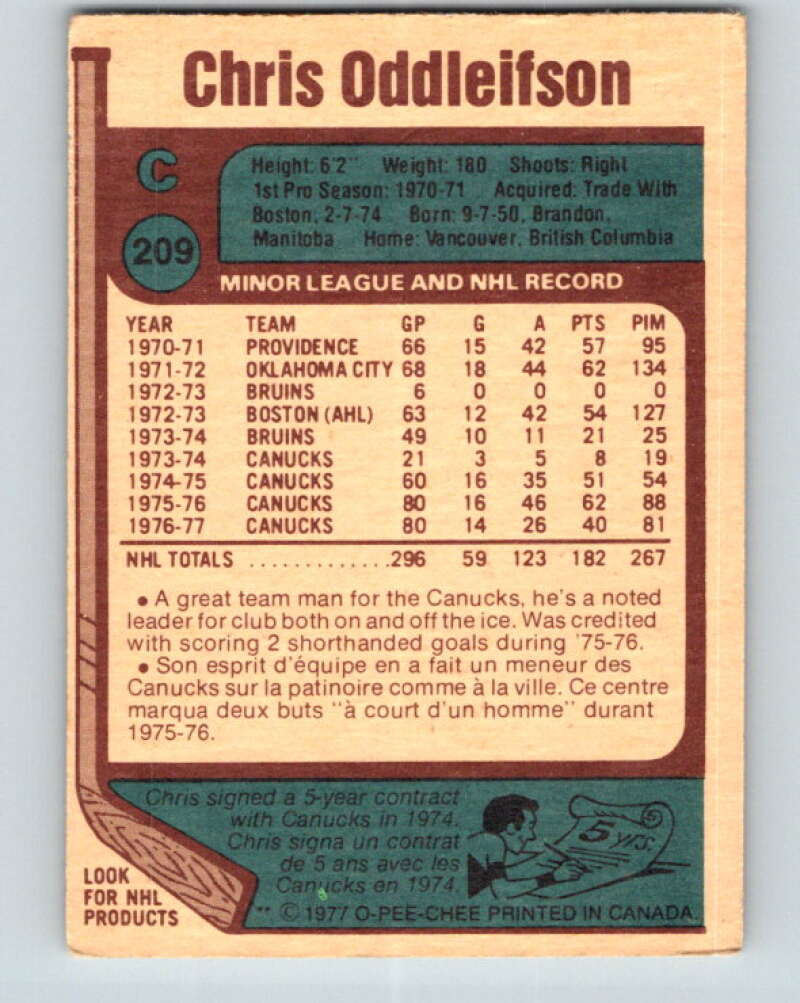 Chris Oddleifson
C
Height: 6'2" Weight: 180 Shoots: Right
1st Pro Season: 1970-71 Acquired: Trade With
Boston, 2-7-74 Born: 9-7-50, Brandon,
Manitoba Home: Vancouver, British Columbia
209
MINOR LEAGUE AND NHL RECORD
YEAR TEAM GP G A PTS PIM
1970-71 PROVIDENCE 66 15 42 57 95
1971-72 OKLAHOMA CITY 68 18 44 62 134
1972-73 BRUINS 6 0 0 0 0
1972-73 BOSTON (AHL) 63 12 42 54 127
1973-74 BRUINS 49 10 11 21 25
1973-74 CANUCKS 21 3 5 8 19
1974-75 CANUCKS 60 16 35 51 54
1975-76 CANUCKS 80 16 46 62 88
1976-77 CANUCKS 80 14 26 40 81
NHL TOTALS .............296 59 123 182 267
• A great team man for the Canucks, he's a noted
leader for club both on and off the ice. Was credited
with scoring 2 shorthanded goals during '75-76.
• Son esprit d'équipe en a fait un meneur des
Canucks sur la patinoire comme à la ville. Ce centre
marqua deux buts "à court d'un homme" durant
1975-76.
Chris signed a 5-year contract
with Canucks in 1974.
Chris signa un contrat
de 5 ans avec les
Canucks en 1974.
5 yrs.
LOOK
FOR NHL
PRODUCTS
** © 1977 O-PEE-CHEE PRINTED IN CANADA